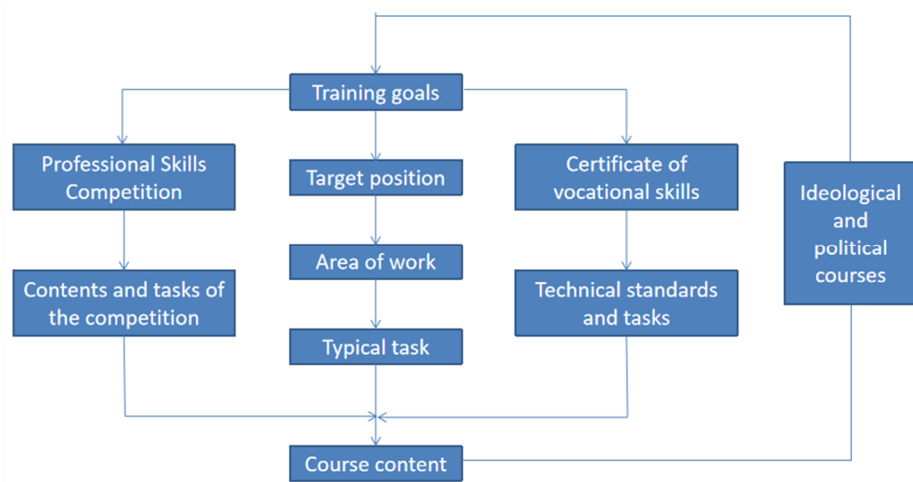 Training goals
Professional Skills
Competition
Target position
Certificate of
vocational skills
Ideological
and
political
courses
Area of work
Contents and tasks of
the competition
Technical standards
and tasks
Typical task
Course content